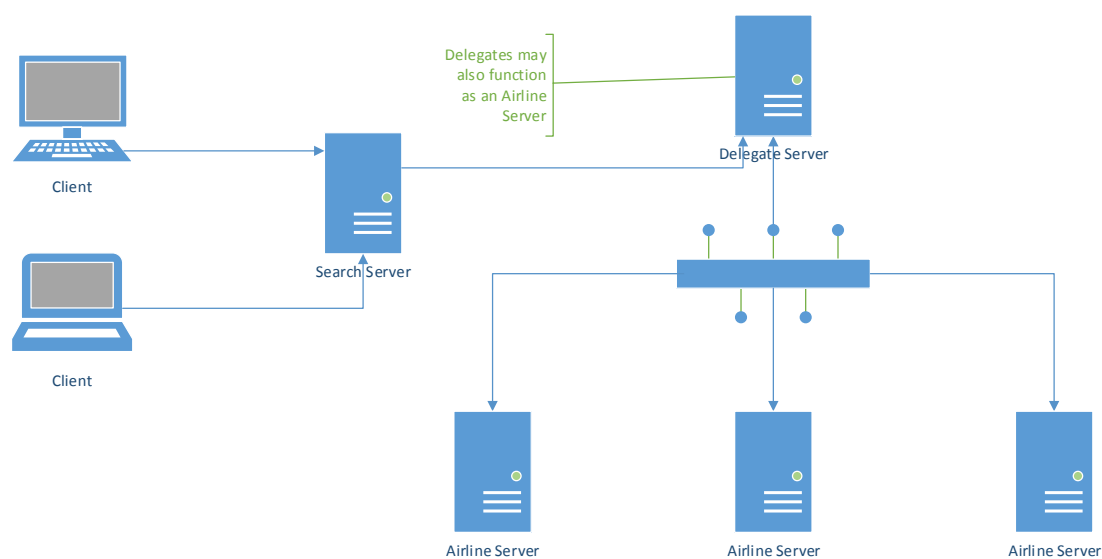 Delegates may
also function
as an Airline
Server
Delegate Server
Client
Search Server
Client
Airline Server
Airline Server
Airline Server